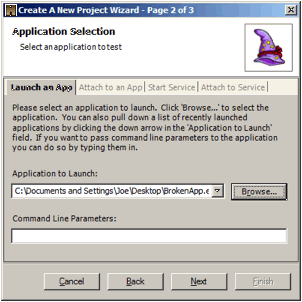 Create A New Project Wizard - Page 2 of 3
Application Selection
Select an application to test
Launch an App Attach to an App Start Service Attach to Service
Please select an application to launch. Click 'Browse...' to select the
application. You can also pull down a list of recently launched
applications by clicking the down arrow in the 'Application to Launch'
field. If you want to pass command line parameters to the application
you can do so by typing them in.
Application to Launch:
C:\Documents and Settings\Joe\Desktop\BrokenApp.e Browse...
Command Line Parameters:
Cancel Back Next Finish